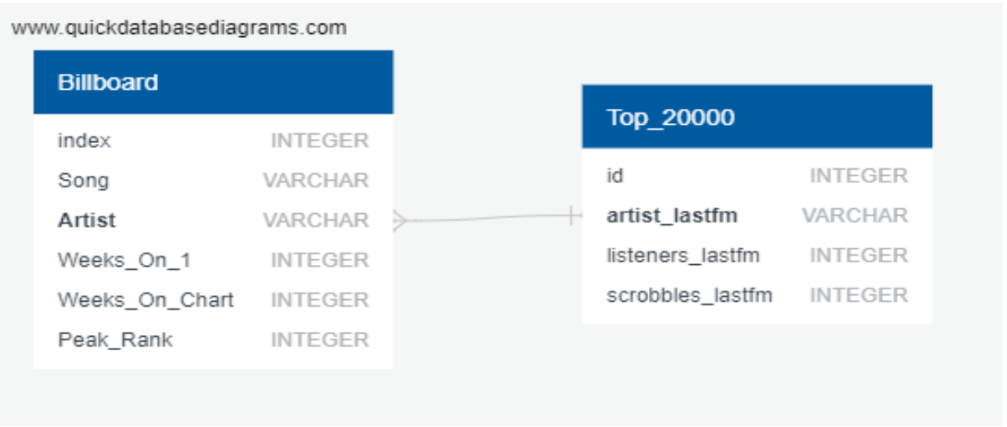 www.quickdatabasediagrams.com
Billboard
index INTEGER
Song VARCHAR
Artist VARCHAR
Weeks_On_1 INTEGER
Weeks_On_Chart INTEGER
Peak_Rank INTEGER
Top_20000
id INTEGER
artist_lastfm VARCHAR
listeners_lastfm INTEGER
scrobbles_lastfm INTEGER